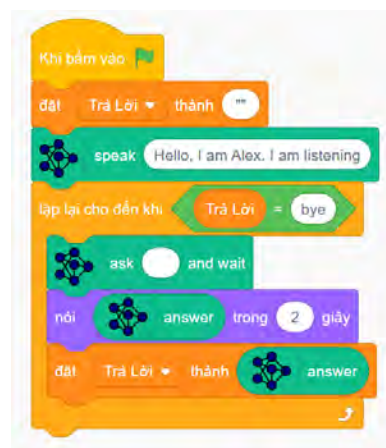 Khi bấm vào
đặt Trả Lời thành ""
speak Hello, I am Alex. I am listening
lặp lại cho đến khi Trả Lời = bye
ask and wait
nói answer trong 2 giây
đặt Trả Lời thành answer